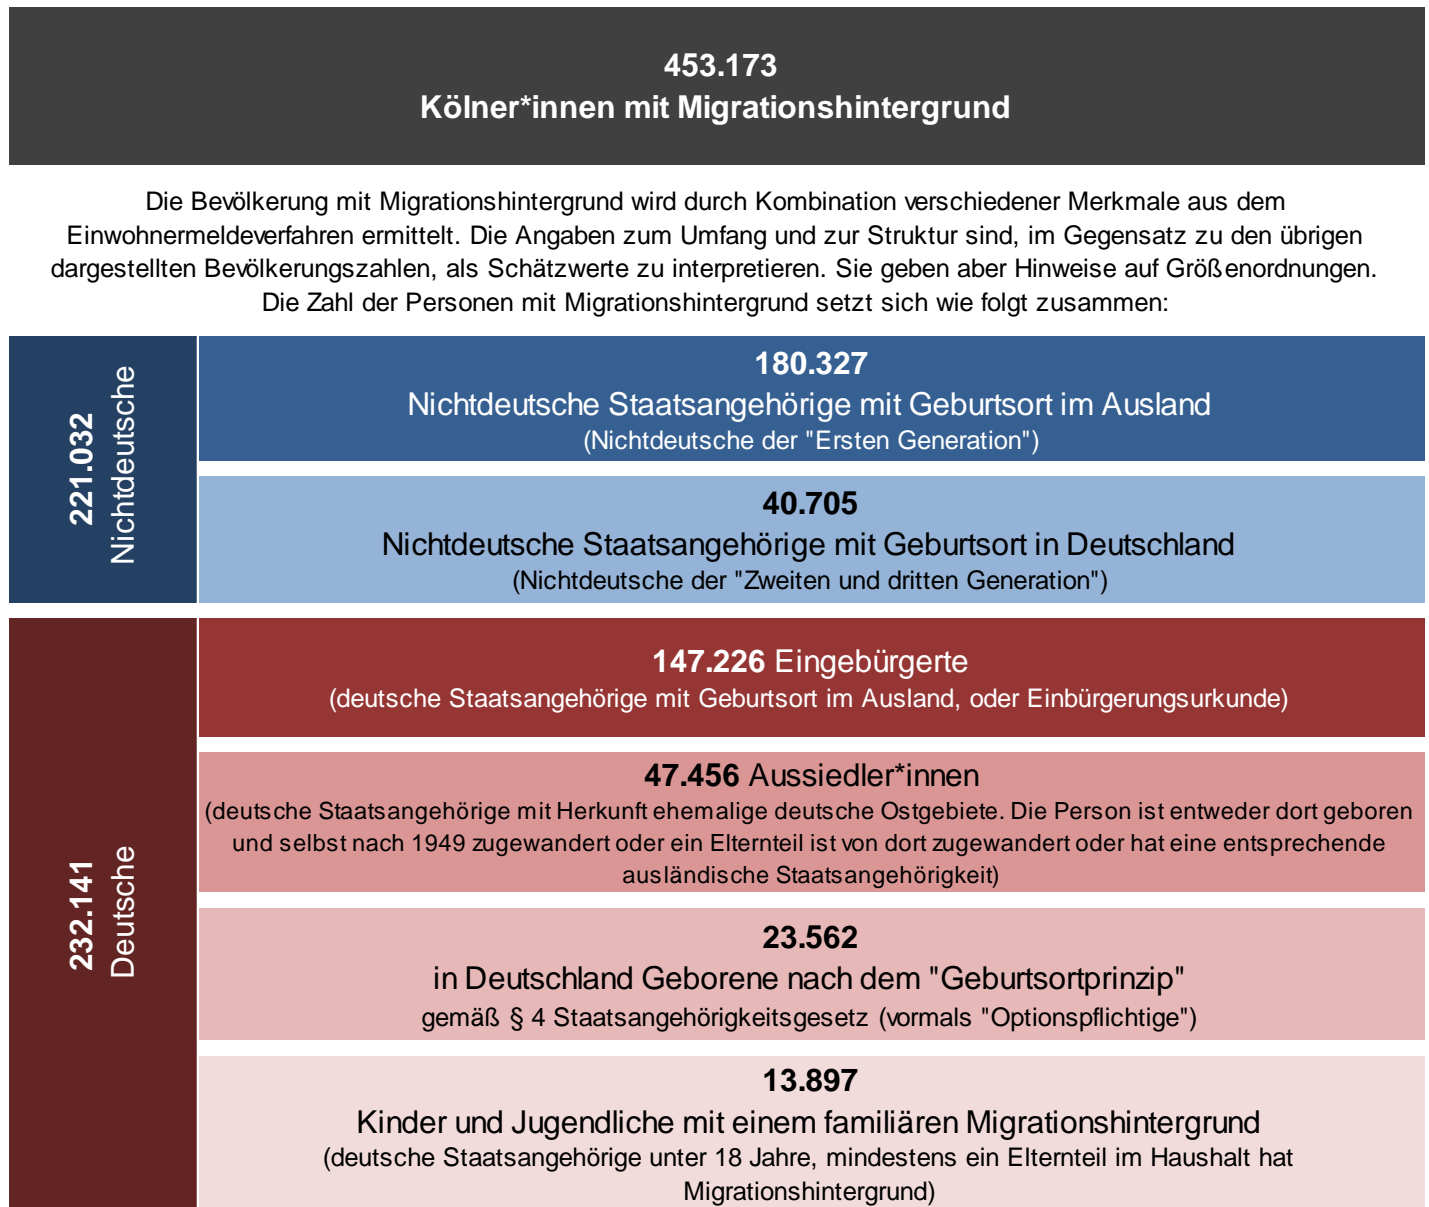 453.173
Kölner*innen mit Migrationshintergrund
Die Bevölkerung mit Migrationshintergrund wird durch Kombination verschiedener Merkmale aus dem
Einwohnermeldeverfahren ermittelt. Die Angaben zum Umfang und zur Struktur sind, im Gegensatz zu den übrigen
dargestellten Bevölkerungszahlen, als Schätzwerte zu interpretieren. Sie geben aber Hinweise auf Größenordnungen.
Die Zahl der Personen mit Migrationshintergrund setzt sich wie folgt zusammen:
221.032
Nichtdeutsche
180.327
Nichtdeutsche Staatsangehörige mit Geburtsort im Ausland
(Nichtdeutsche der "Ersten Generation")
40.705
Nichtdeutsche Staatsangehörige mit Geburtsort in Deutschland
(Nichtdeutsche der "Zweiten und dritten Generation")
232.141
Deutsche
147.226 Eingebürgerte
(deutsche Staatsangehörige mit Geburtsort im Ausland, oder Einbürgerungsurkunde)
47.456 Aussiedler*innen
(deutsche Staatsangehörige mit Herkunft ehemalige deutsche Ostgebiete. Die Person ist entweder dort geboren
und selbst nach 1949 zugewandert oder ein Elternteil ist von dort zugewandert oder hat eine entsprechende
ausländische Staatsangehörigkeit)
23.562
in Deutschland Geborene nach dem "Geburtsortprinzip"
gemäß § 4 Staatsangehörigkeitsgesetz (vormals "Optionspflichtige")
13.897
Kinder und Jugendliche mit einem familiären Migrationshintergrund
(deutsche Staatsangehörige unter 18 Jahre, mindestens ein Elternteil im Haushalt hat
Migrationshintergrund)